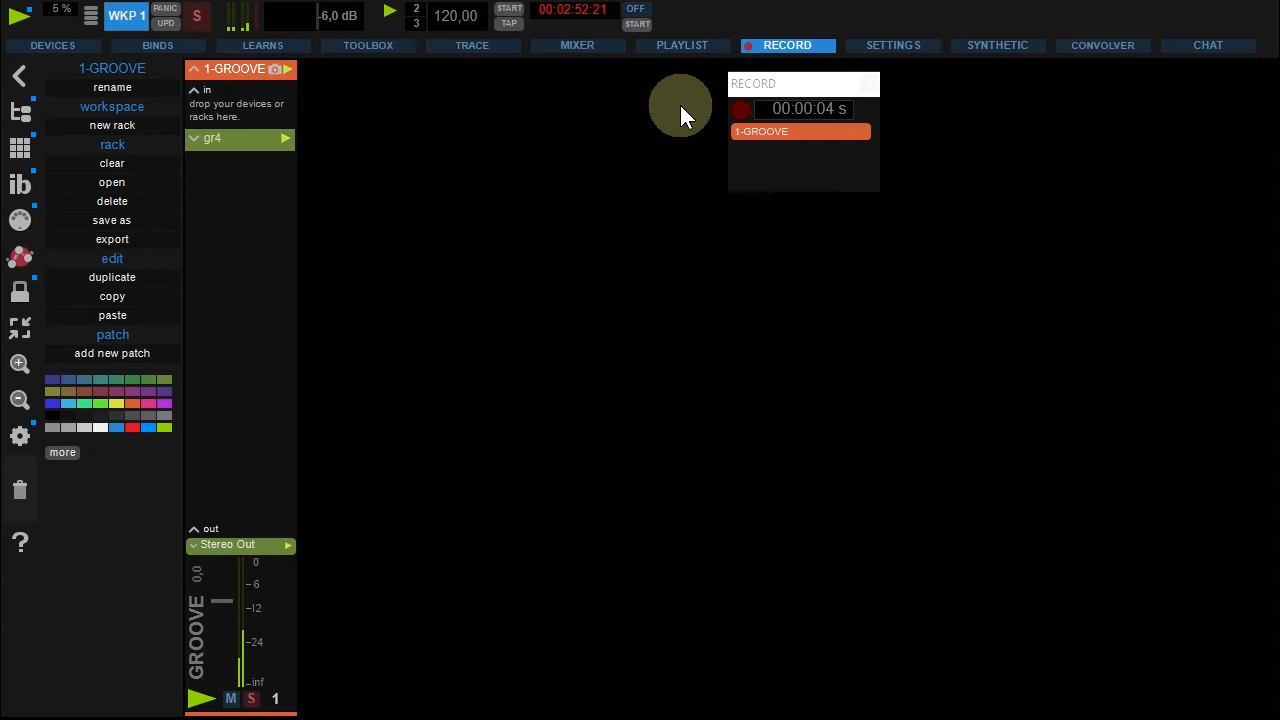 5 %
WKP 1
PANIC
UPD
S
-6,0 dB
2
3
120,00
START
TAP
00:02:52:21
OFF
START
DEVICES
BINDS
LEARNS
TOOLBOX
TRACE
MIXER
PLAYLIST
RECORD
SETTINGS
SYNTHETIC
CONVOLVER
CHAT
1-GROOVE
rename
workspace
new rack
rack
clear
open
delete
save as
export
edit
duplicate
copy
paste
patch
add new patch
more
ib
?
1-GROOVE
in
drop your devices or
racks here.
gr4
out
Stereo Out
0
-6
-12
-24
-inf
0,0
GROOVE
M
S
1
RECORD
00:00:04 s
1-GROOVE